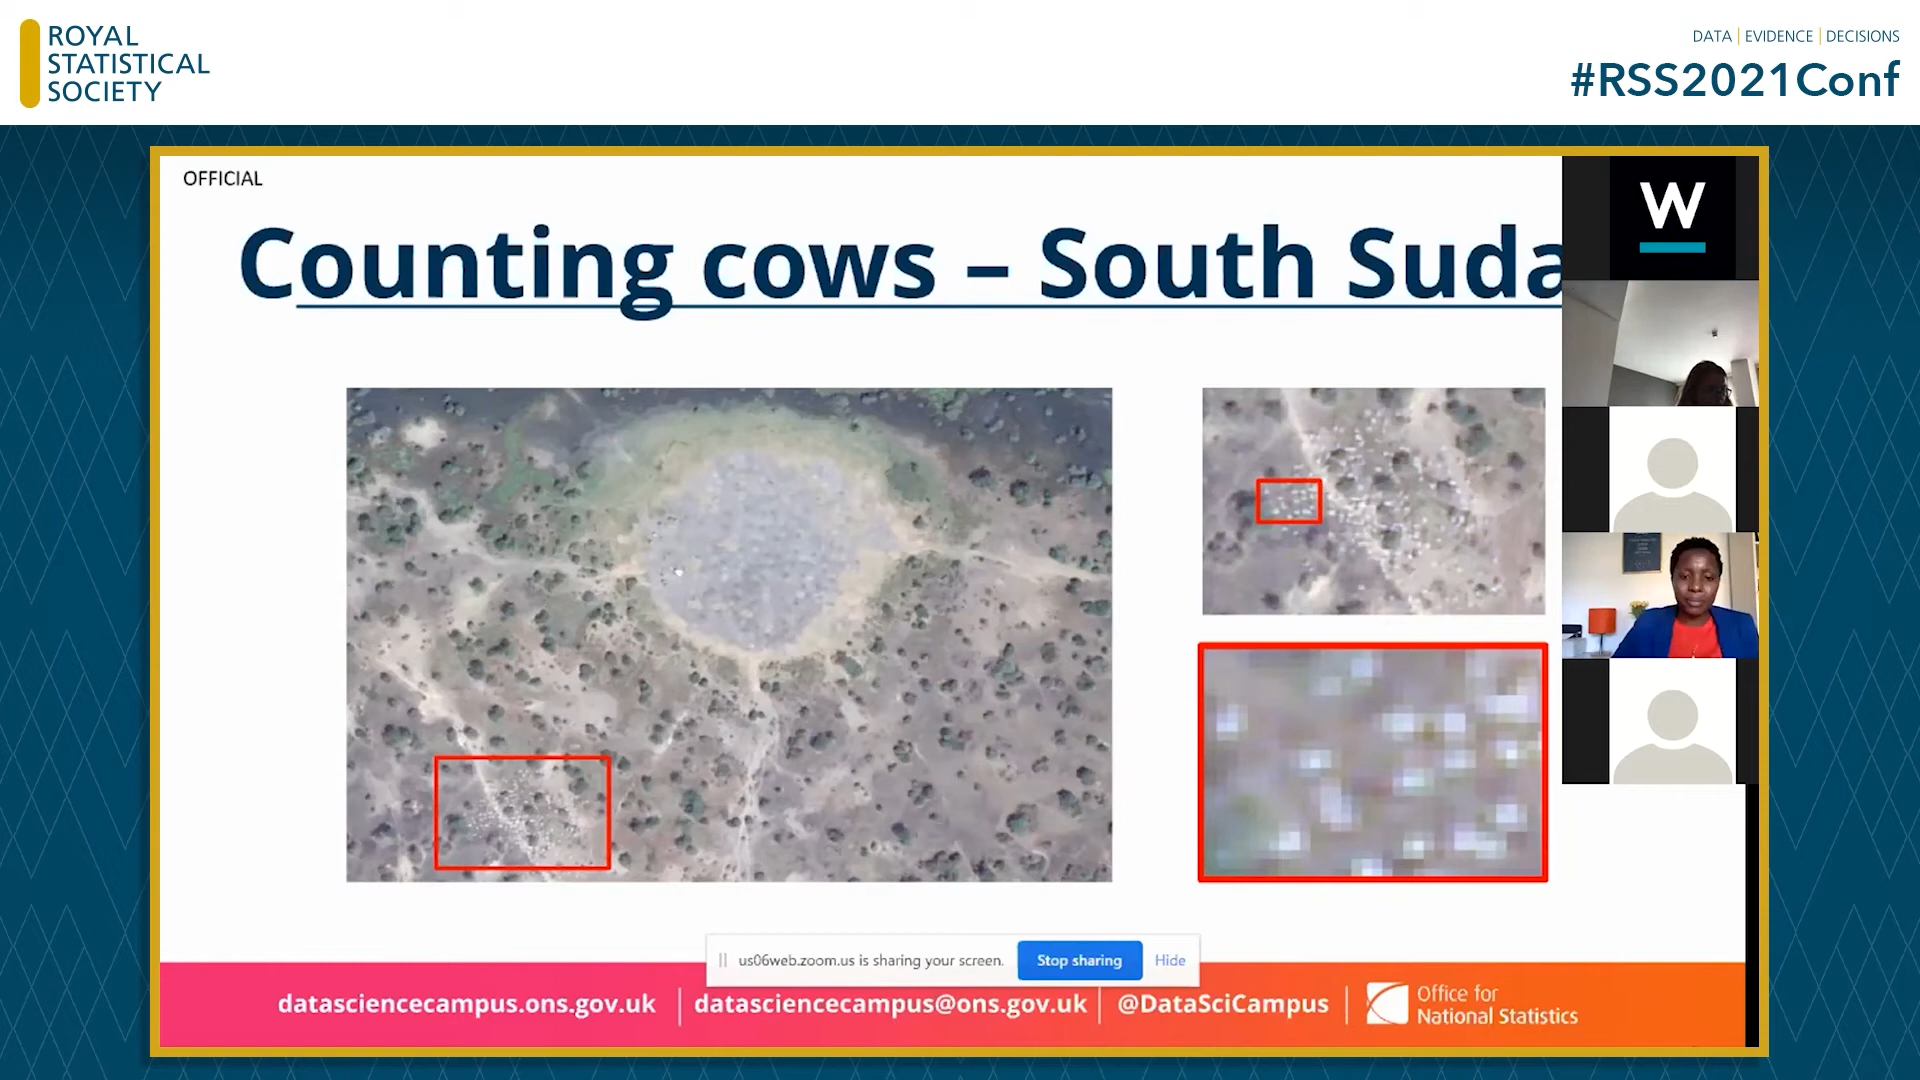 ROYAL
STATISTICAL
SOCIETY
DATA | EVIDENCE | DECISIONS
#RSS2021Conf
OFFICIAL
Counting cows – South Suda
W
us06web.zoom.us is sharing your screen.
Stop sharing
Hide
datasciencecampus.ons.gov.uk | datasciencecampus@ons.gov.uk | @DataSciCampus |
Office for
National Statistics